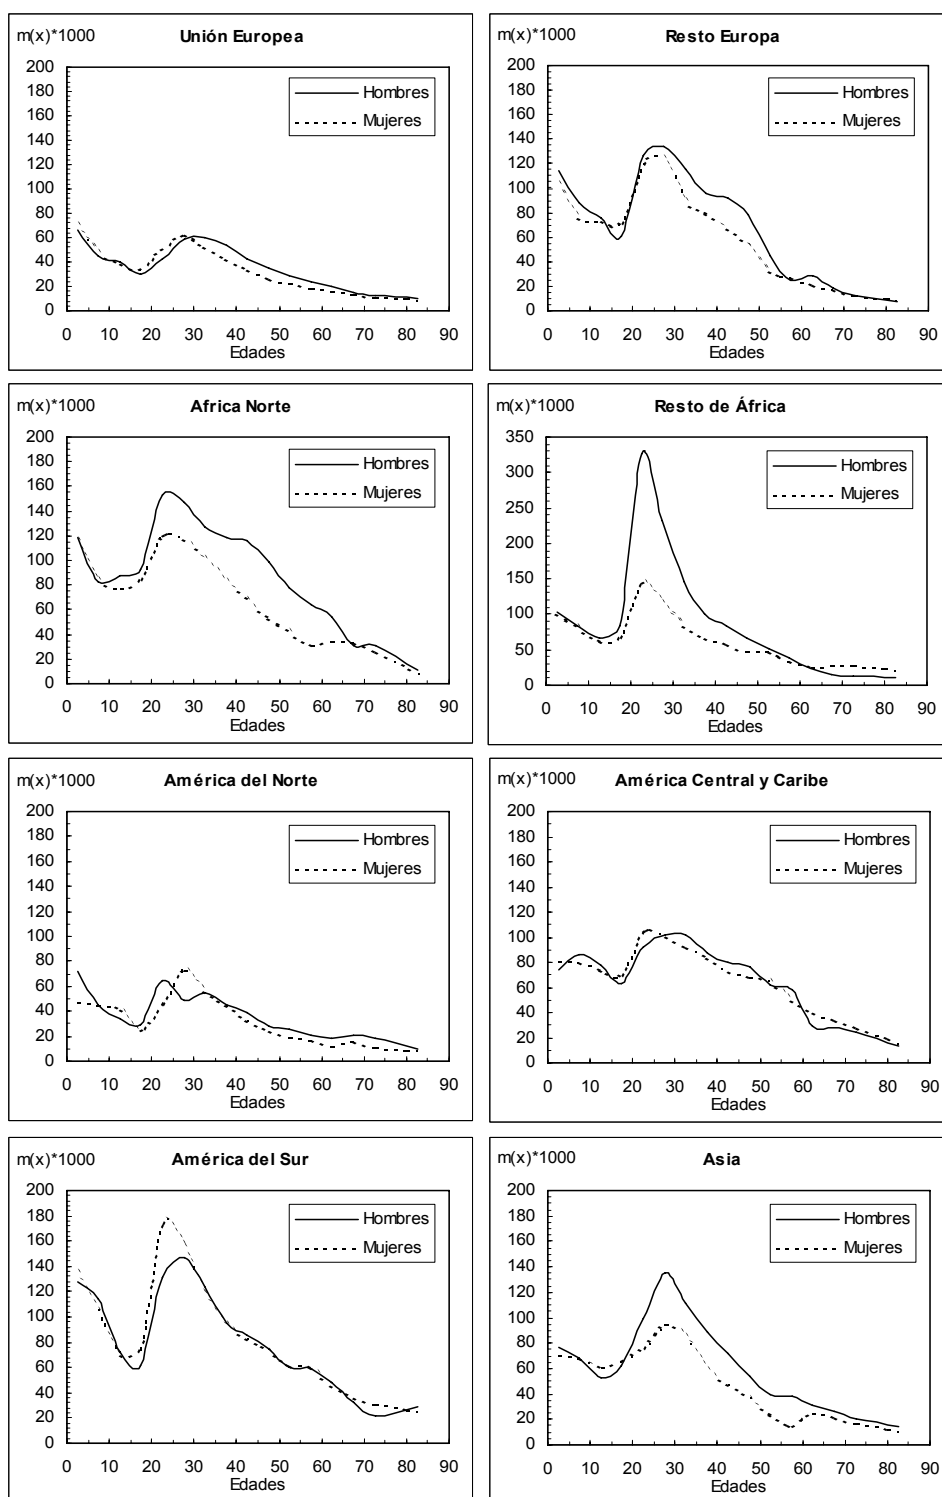 m(x)*1000 Unión Europea
200
180
160
140
120
100
80
60
40
20
0
Hombres
Mujeres
0 10 20 30 40 50 60 70 80 90
Edades
m(x)*1000 Resto Europa
200
180
160
140
120
100
80
60
40
20
0
Hombres
Mujeres
0 10 20 30 40 50 60 70 80 90
Edades
m(x)*1000 Africa Norte
200
180
160
140
120
100
80
60
40
20
0
Hombres
Mujeres
0 10 20 30 40 50 60 70 80 90
Edades
m(x)*1000 Resto de África
350
300
250
200
150
100
50
0
Hombres
Mujeres
0 10 20 30 40 50 60 70 80 90
Edades
m(x)*1000 América del Norte
200
180
160
140
120
100
80
60
40
20
0
Hombres
Mujeres
0 10 20 30 40 50 60 70 80 90
Edades
m(x)*1000 América Central y Caribe
200
180
160
140
120
100
80
60
40
20
0
Hombres
Mujeres
0 10 20 30 40 50 60 70 80 90
Edades
m(x)*1000 América del Sur
200
180
160
140
120
100
80
60
40
20
0
Hombres
Mujeres
0 10 20 30 40 50 60 70 80 90
Edades
m(x)*1000 Asia
200
180
160
140
120
100
80
60
40
20
0
Hombres
Mujeres
0 10 20 30 40 50 60 70 80 90
Edades